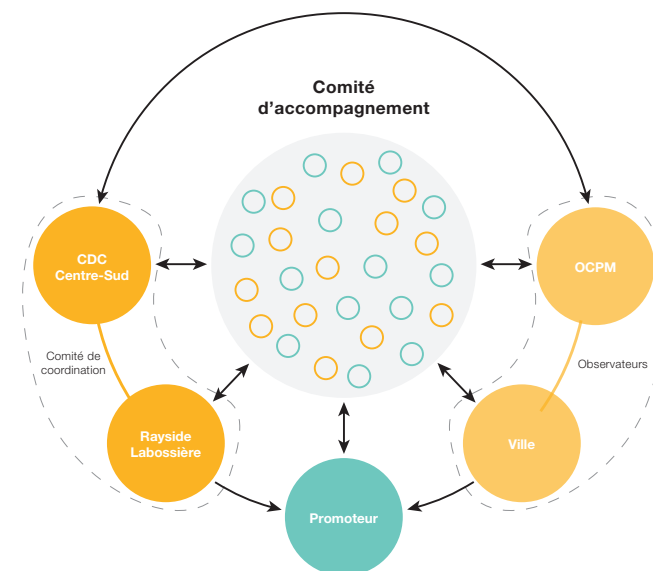 Comité
d'accompagnement
CDC
Centre-Sud
OCPM
Comité de
coordination
Observateurs
Rayside
Labossière
Ville
Promoteur